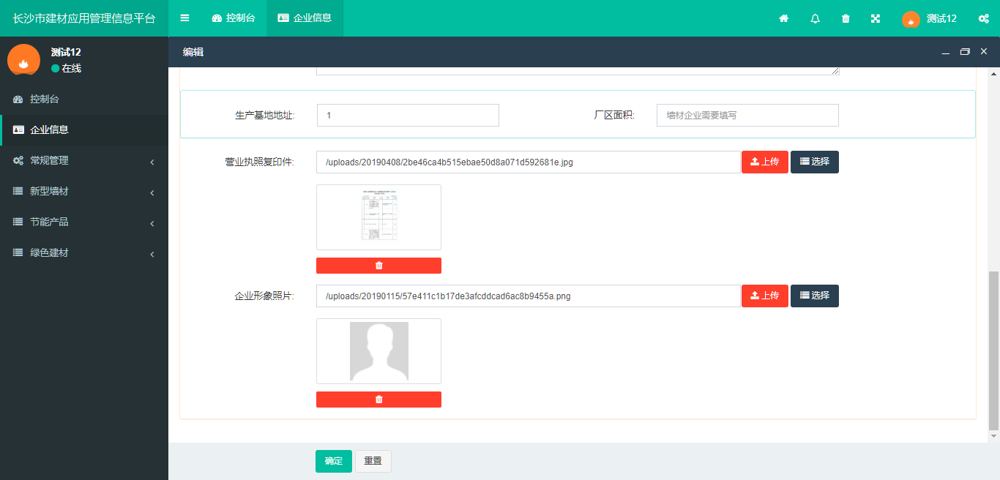 长沙市建材应用管理信息平台
控制台
企业信息
测试12
测试12
在线
控制台
企业信息
常规管理
新型墙材
节能产品
绿色建材
编辑
生产基地地址:
1
厂区面积:
墙材企业需要填写
营业执照复印件:
/uploads/20190408/2be46ca4b515ebae50d8a071d592681e.jpg
上传
选择
企业形象照片:
/uploads/20190115/57e411c1b17de3afcddcad6ac8b9455a.png
上传
选择
确定
重置